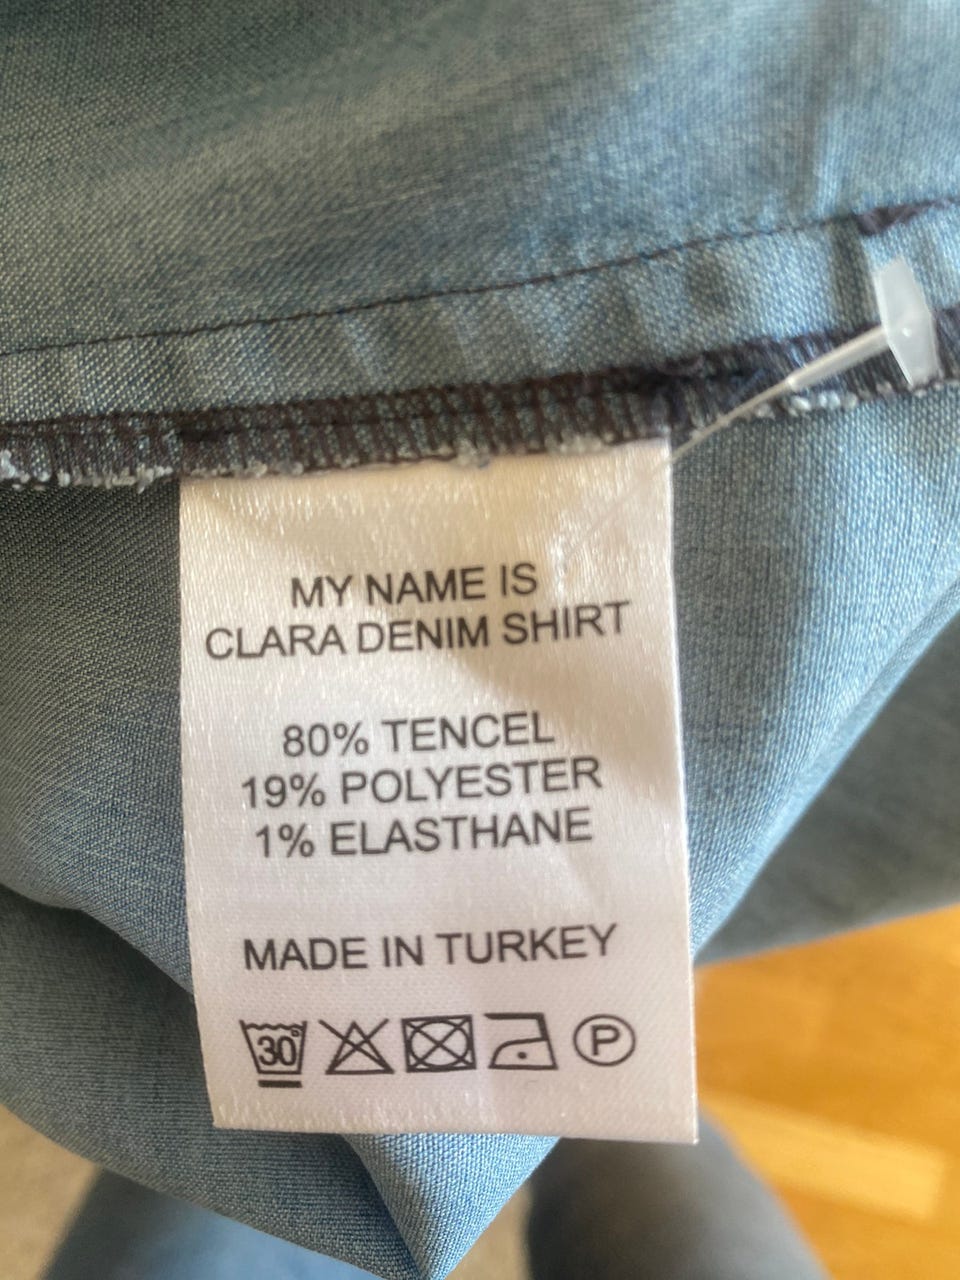 MY NAME IS
CLARA DENIM SHIRT
80% TENCEL
19% POLYESTER
1% ELASTHANE
MADE IN TURKEY
30° P